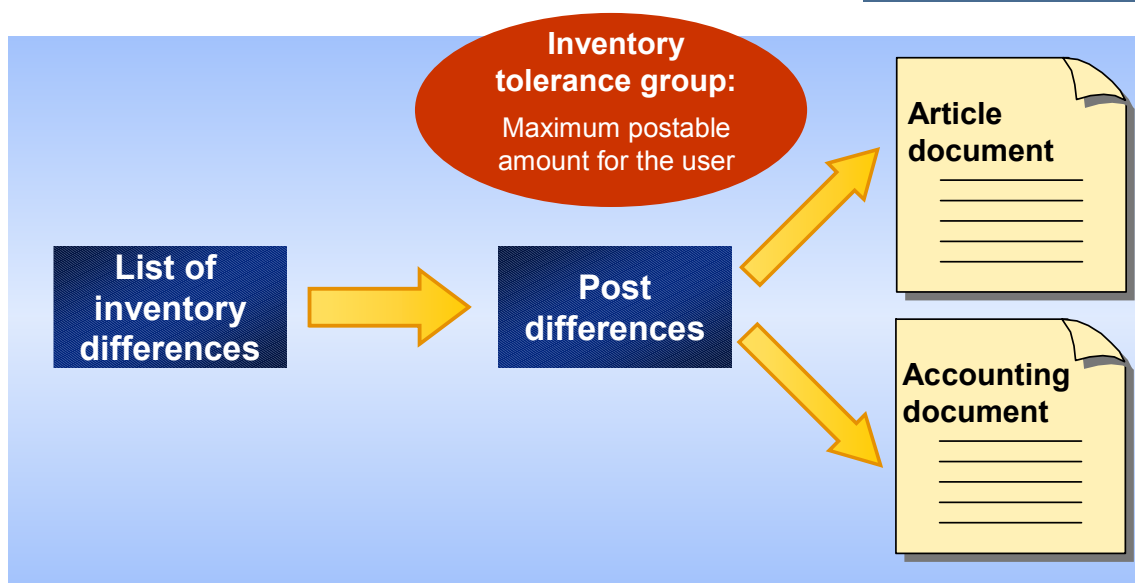 Inventory
tolerance group:
Maximum postable
amount for the user
Article
document
List of
inventory
differences
Post
differences
Accounting
document